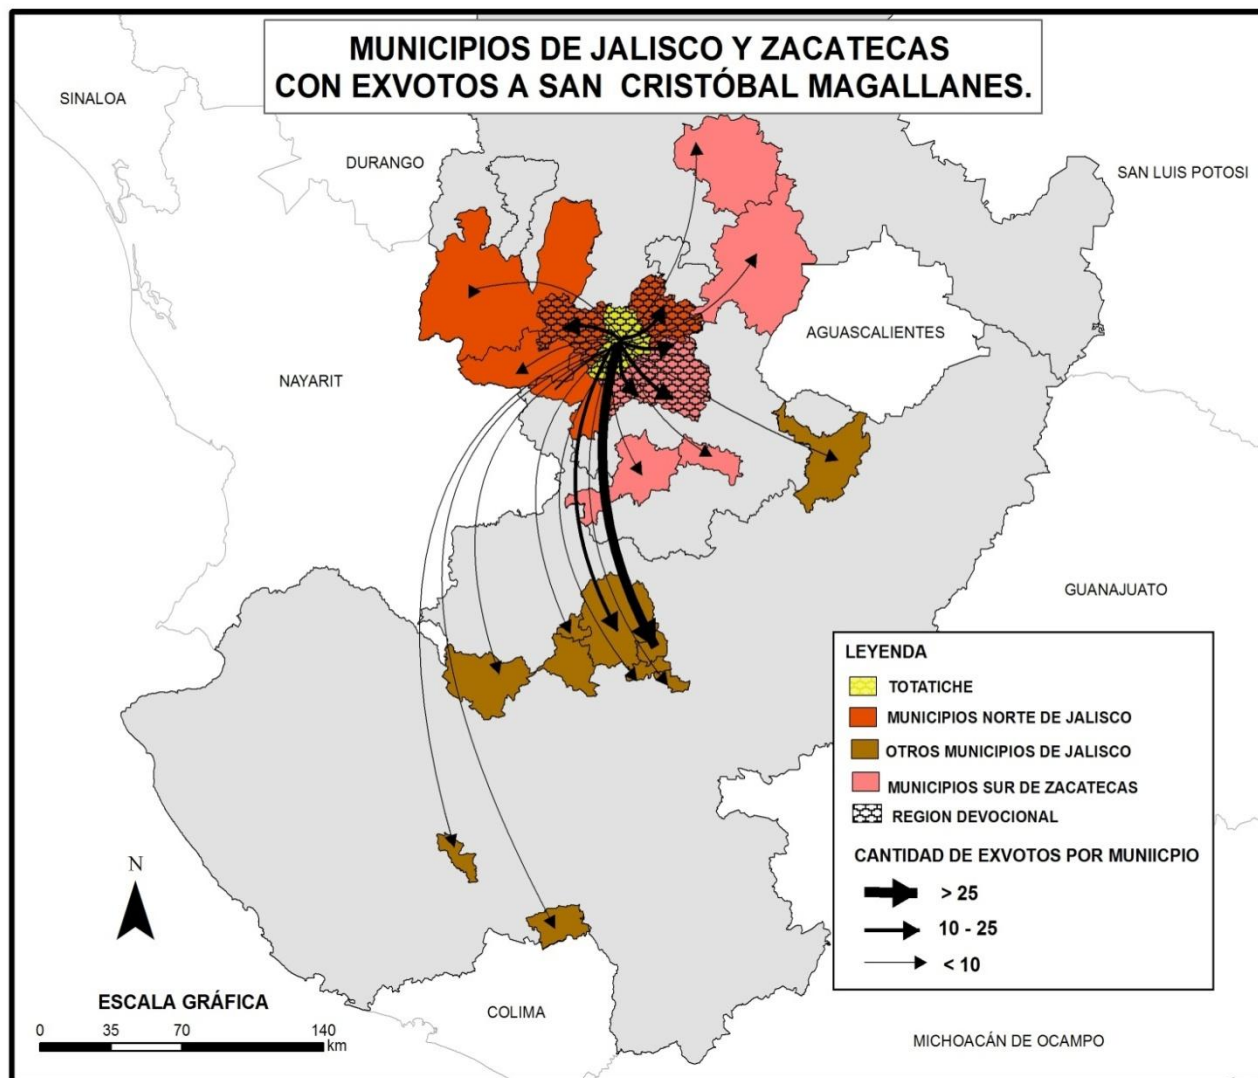 MUNICIPIOS DE JALISCO Y ZACATECAS
CON EXVOTOS A SAN CRISTÓBAL MAGALLANES.
SINALOA
DURANGO
SAN LUIS POTOSI
AGUASCALIENTES
NAYARIT
GUANAJUATO
LEYENDA
TOTATICHE
MUNICIPIOS NORTE DE JALISCO
OTROS MUNICIPIOS DE JALISCO
MUNICIPIOS SUR DE ZACATECAS
REGION DEVOCIONAL
CANTIDAD DE EXVOTOS POR MUNIICPIO
> 25
10 - 25
< 10
N
ESCALA GRÁFICA
0 35 70 140
km
COLIMA
MICHOACÁN DE OCAMPO